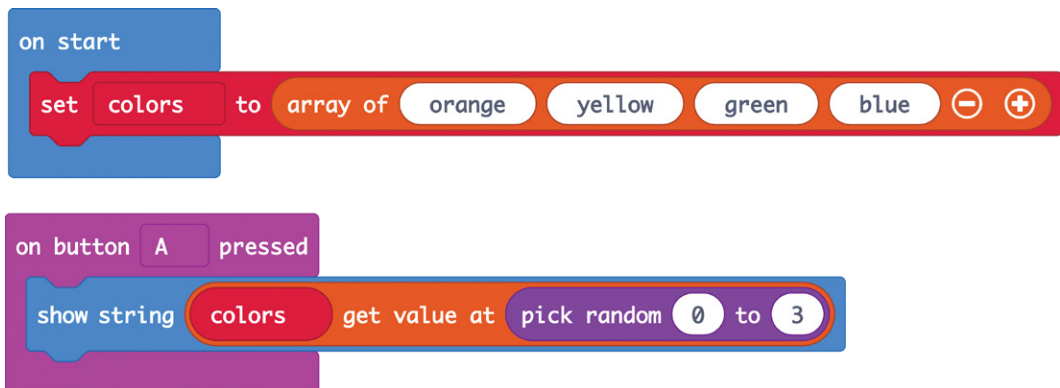 on start
set colors to array of orange yellow green blue
on button A pressed
show string colors get value at pick random 0 to 3